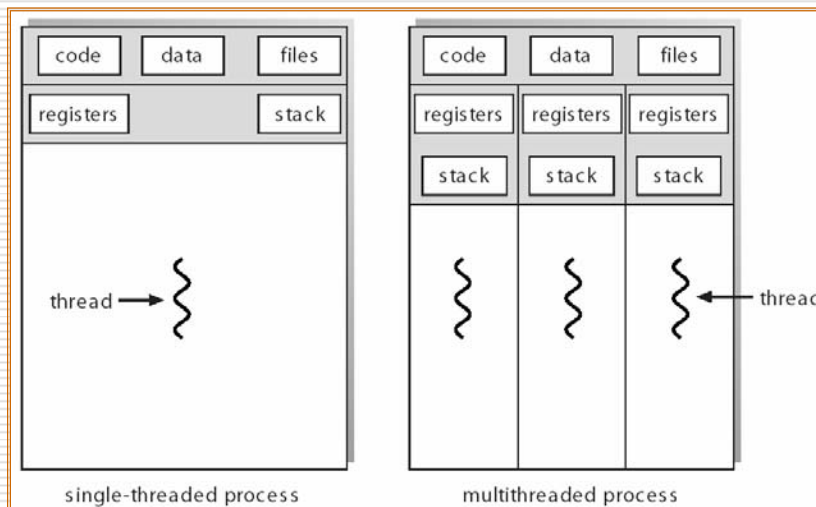 code data files
registers stack
thread
single-threaded process
code data files
registers registers registers
stack stack stack
thread
multithreaded process